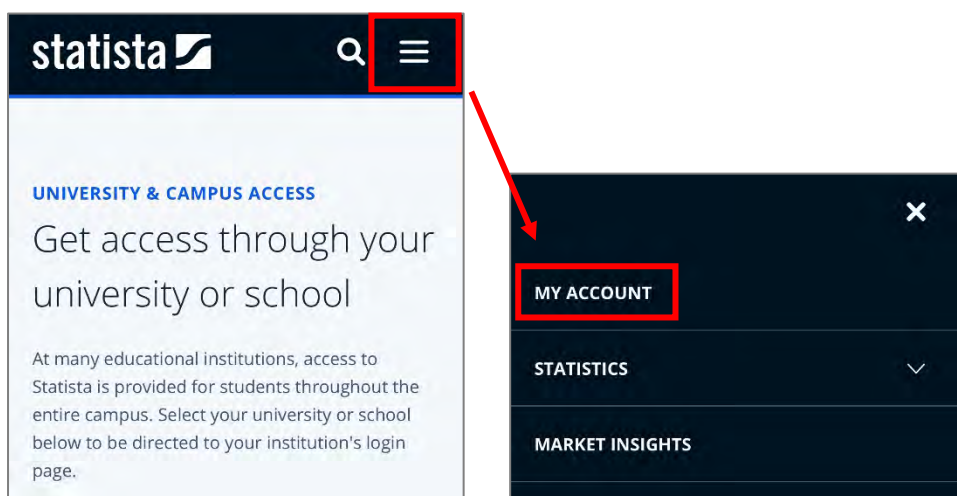 statista
UNIVERSITY & CAMPUS ACCESS
Get access through your
university or school
At many educational institutions, access to
Statista is provided for students throughout the
entire campus. Select your university or school
below to be directed to your institution's login
page.
MY ACCOUNT
STATISTICS
MARKET INSIGHTS